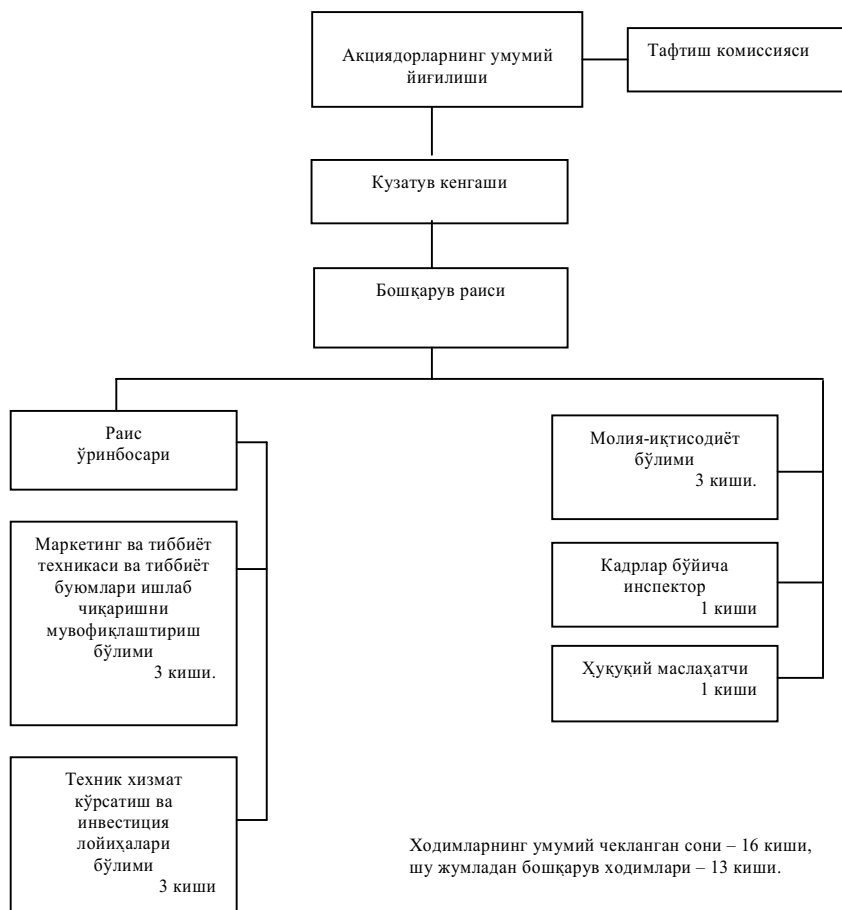 Акциядорларнинг умумий
йиғилиши
Тафтиш комиссияси
Кузатув кенгаши
Бошқарув раиси
Раис
ўринбосари
Маркетинг ва тиббиёт
техникаси ва тиббиёт
буюмлари ишлаб
чиқаришни
мувофиқлаштириш
бўлими
3 киши.
Техник хизмат
кўрсатиш ва
инвестиция
лойиҳалари
бўлими
3 киши
Молия-иқтисодиёт
бўлими
3 киши.
Кадрлар бўйича
инспектор
1 киши
Ҳуқуқий маслаҳатчи
1 киши
Ходимларнинг умумий чекланган сони – 16 киши,
шу жумладан бошқарув ходимлари – 13 киши.